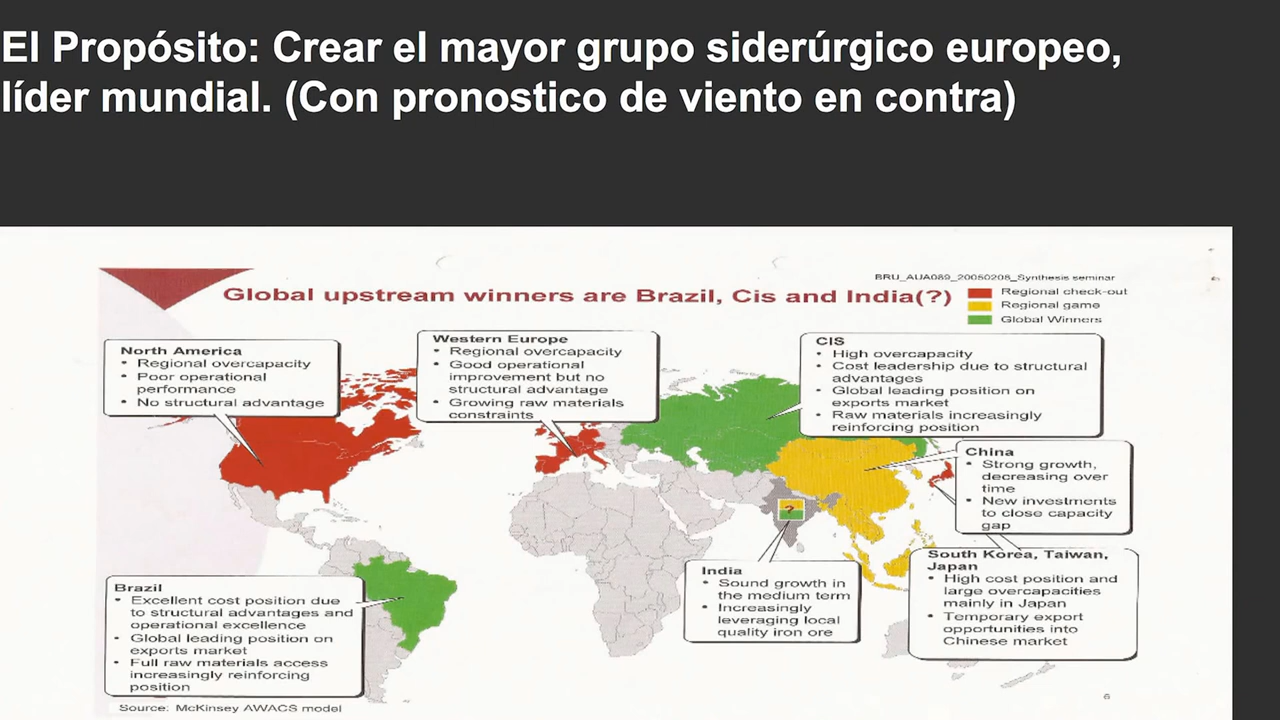 El Propósito: Crear el mayor grupo siderúrgico europeo,
líder mundial. (Con pronostico de viento en contra)
BRU_AUA089_20050208_Synthesis seminar
Global upstream winners are Brazil, Cis and India(?)
Regional check-out
Regional game
Global Winners
North America
• Regional overcapacity
• Poor operational
performance
• No structural advantage
Western Europe
• Regional overcapacity
• Good operational
improvement but no
structural advantage
• Growing raw materials
constraints
CIS
• High overcapacity
• Cost leadership due to structural
advantages
• Global leading position on
exports market
• Raw materials increasingly
reinforcing position
China
• Strong growth,
decreasing over
time
• New investments
to close capacity
gap
?
South Korea, Taiwan,
Japan
• High cost position and
large overcapacities
mainly in Japan
• Temporary export
opportunities into
Chinese market
India
• Sound growth in
the medium term
• Increasingly
leveraging local
quality iron ore
Brazil
• Excellent cost position due
to structural advantages and
operational excellence
• Global leading position on
exports market
• Full raw materials access
increasingly reinforcing
position
6
Source: McKinsey AWACS model